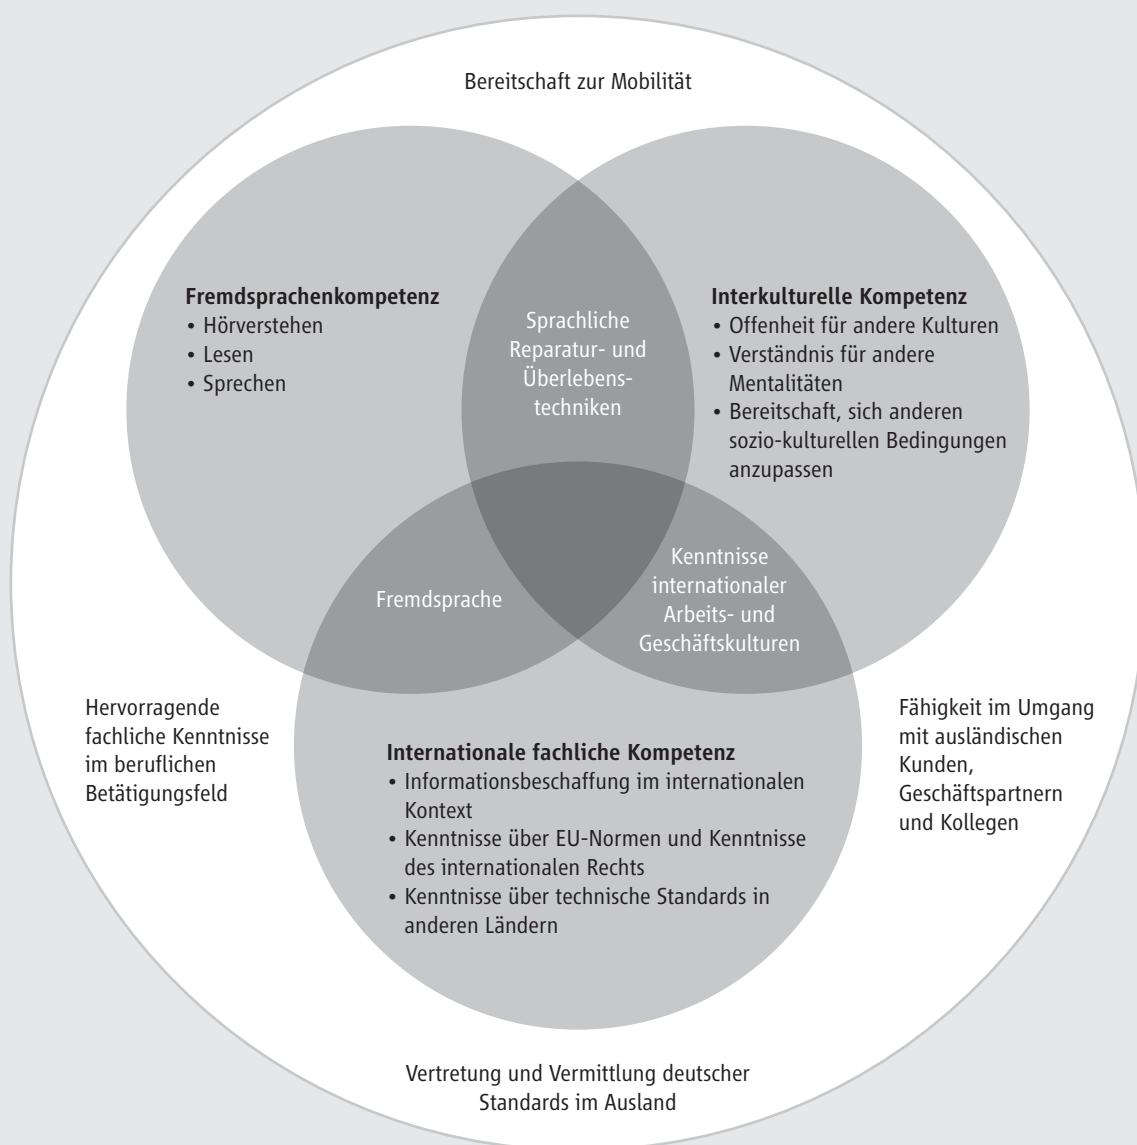 Bereitschaft zur Mobilität
Fremdsprachenkompetenz
• Hörverstehen
• Lesen
• Sprechen
Sprachliche
Reparatur- und
Überlebens-
techniken
Interkulturelle Kompetenz
• Offenheit für andere Kulturen
• Verständnis für andere
Mentalitäten
• Bereitschaft, sich anderen
sozio-kulturellen Bedingungen
anzupassen
Fremdsprache
Kenntnisse
internationaler
Arbeits- und
Geschäftskulturen
Hervorragende
fachliche Kenntnisse
im beruflichen
Betätigungsfeld
Internationale fachliche Kompetenz
• Informationsbeschaffung im internationalen
Kontext
• Kenntnisse über EU-Normen und Kenntnisse
des internationalen Rechts
• Kenntnisse über technische Standards in
anderen Ländern
Fähigkeit im Umgang
mit ausländischen
Kunden,
Geschäftspartnern
und Kollegen
Vertretung und Vermittlung deutscher
Standards im Ausland